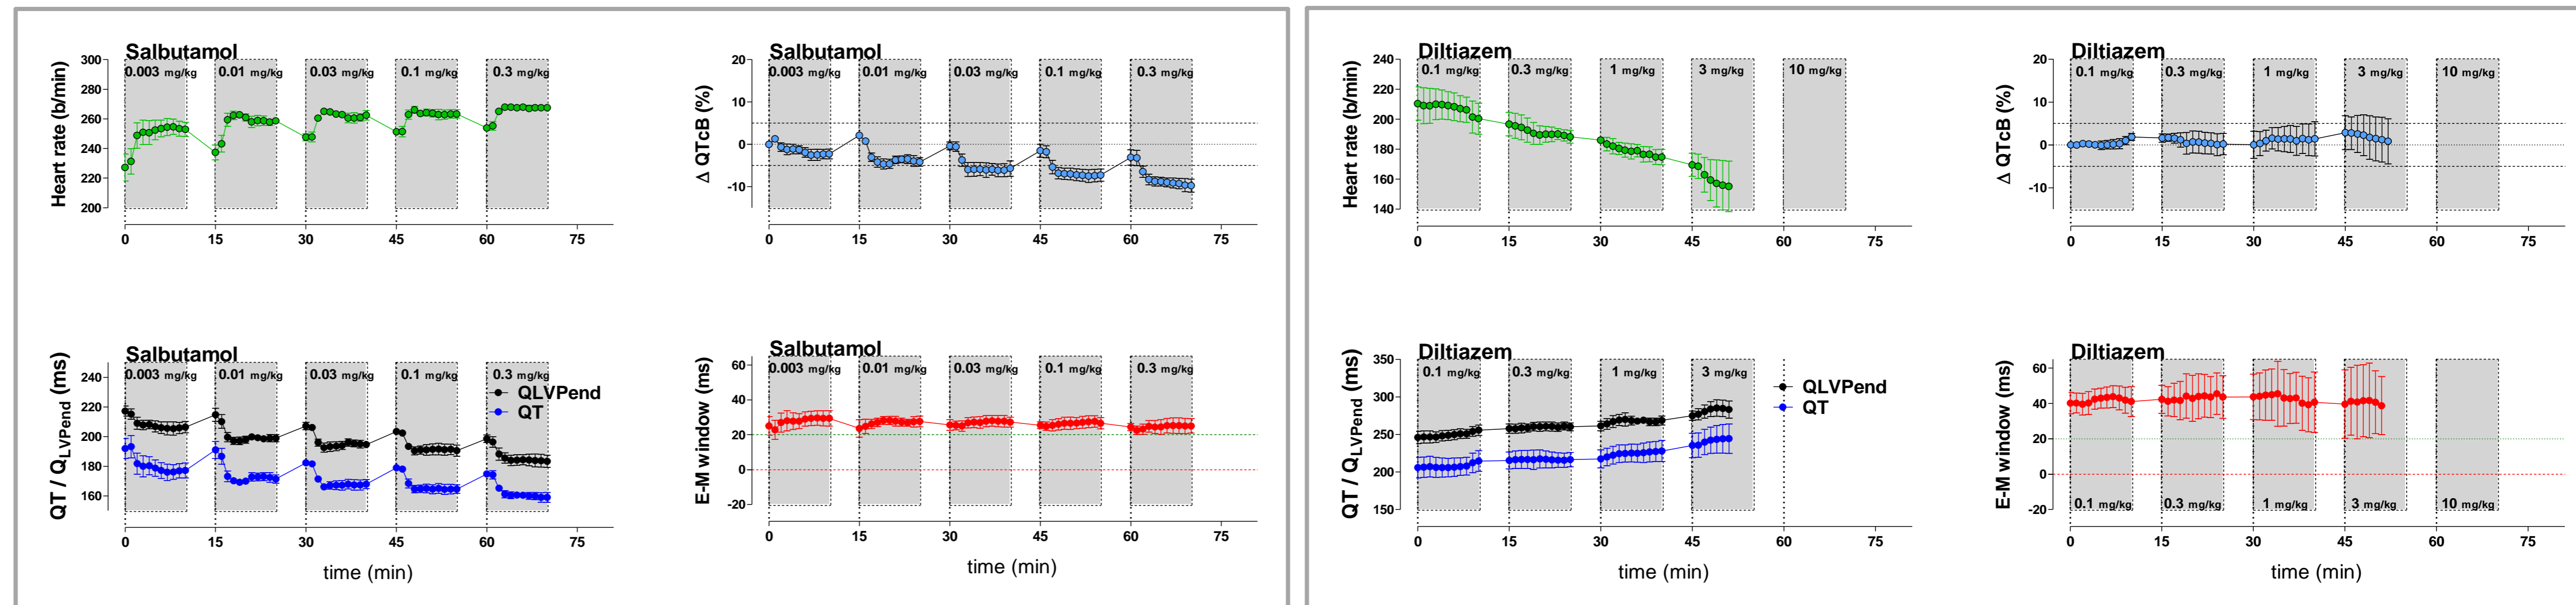 Salbutamol
Heart rate (b/min)
300
280
260
240
220
200
0.003 mg/kg
0.01 mg/kg
0.03 mg/kg
0.1 mg/kg
0.3 mg/kg
0 15 30 45 60 75
Salbutamol
Δ QTcB (%)
20
10
0
-10
0.003 mg/kg
0.01 mg/kg
0.03 mg/kg
0.1 mg/kg
0.3 mg/kg
0 15 30 45 60 75
Salbutamol
QT / QLVPend (ms)
240
220
200
180
160
0.003 mg/kg
0.01 mg/kg
0.03 mg/kg
0.1 mg/kg
0.3 mg/kg
QLVPend
QT
0 15 30 45 60 75
time (min)
Salbutamol
E-M window (ms)
60
40
20
0
-20
0.003 mg/kg
0.01 mg/kg
0.03 mg/kg
0.1 mg/kg
0.3 mg/kg
0 15 30 45 60 75
time (min)
Diltiazem
Heart rate (b/min)
240
220
200
180
160
140
0.1 mg/kg
0.3 mg/kg
1 mg/kg
3 mg/kg
10 mg/kg
0 15 30 45 60 75
Diltiazem
Δ QTcB (%)
20
10
0
-10
0.1 mg/kg
0.3 mg/kg
1 mg/kg
3 mg/kg
10 mg/kg
0 15 30 45 60 75
Diltiazem
QT / QLVPend (ms)
350
300
250
200
150
0.1 mg/kg
0.3 mg/kg
1 mg/kg
3 mg/kg
QLVPend
QT
0 15 30 45 60 75
time (min)
Diltiazem
E-M window (ms)
60
40
20
0
-20
0.1 mg/kg
0.3 mg/kg
1 mg/kg
3 mg/kg
10 mg/kg
0 15 30 45 60 75
time (min)